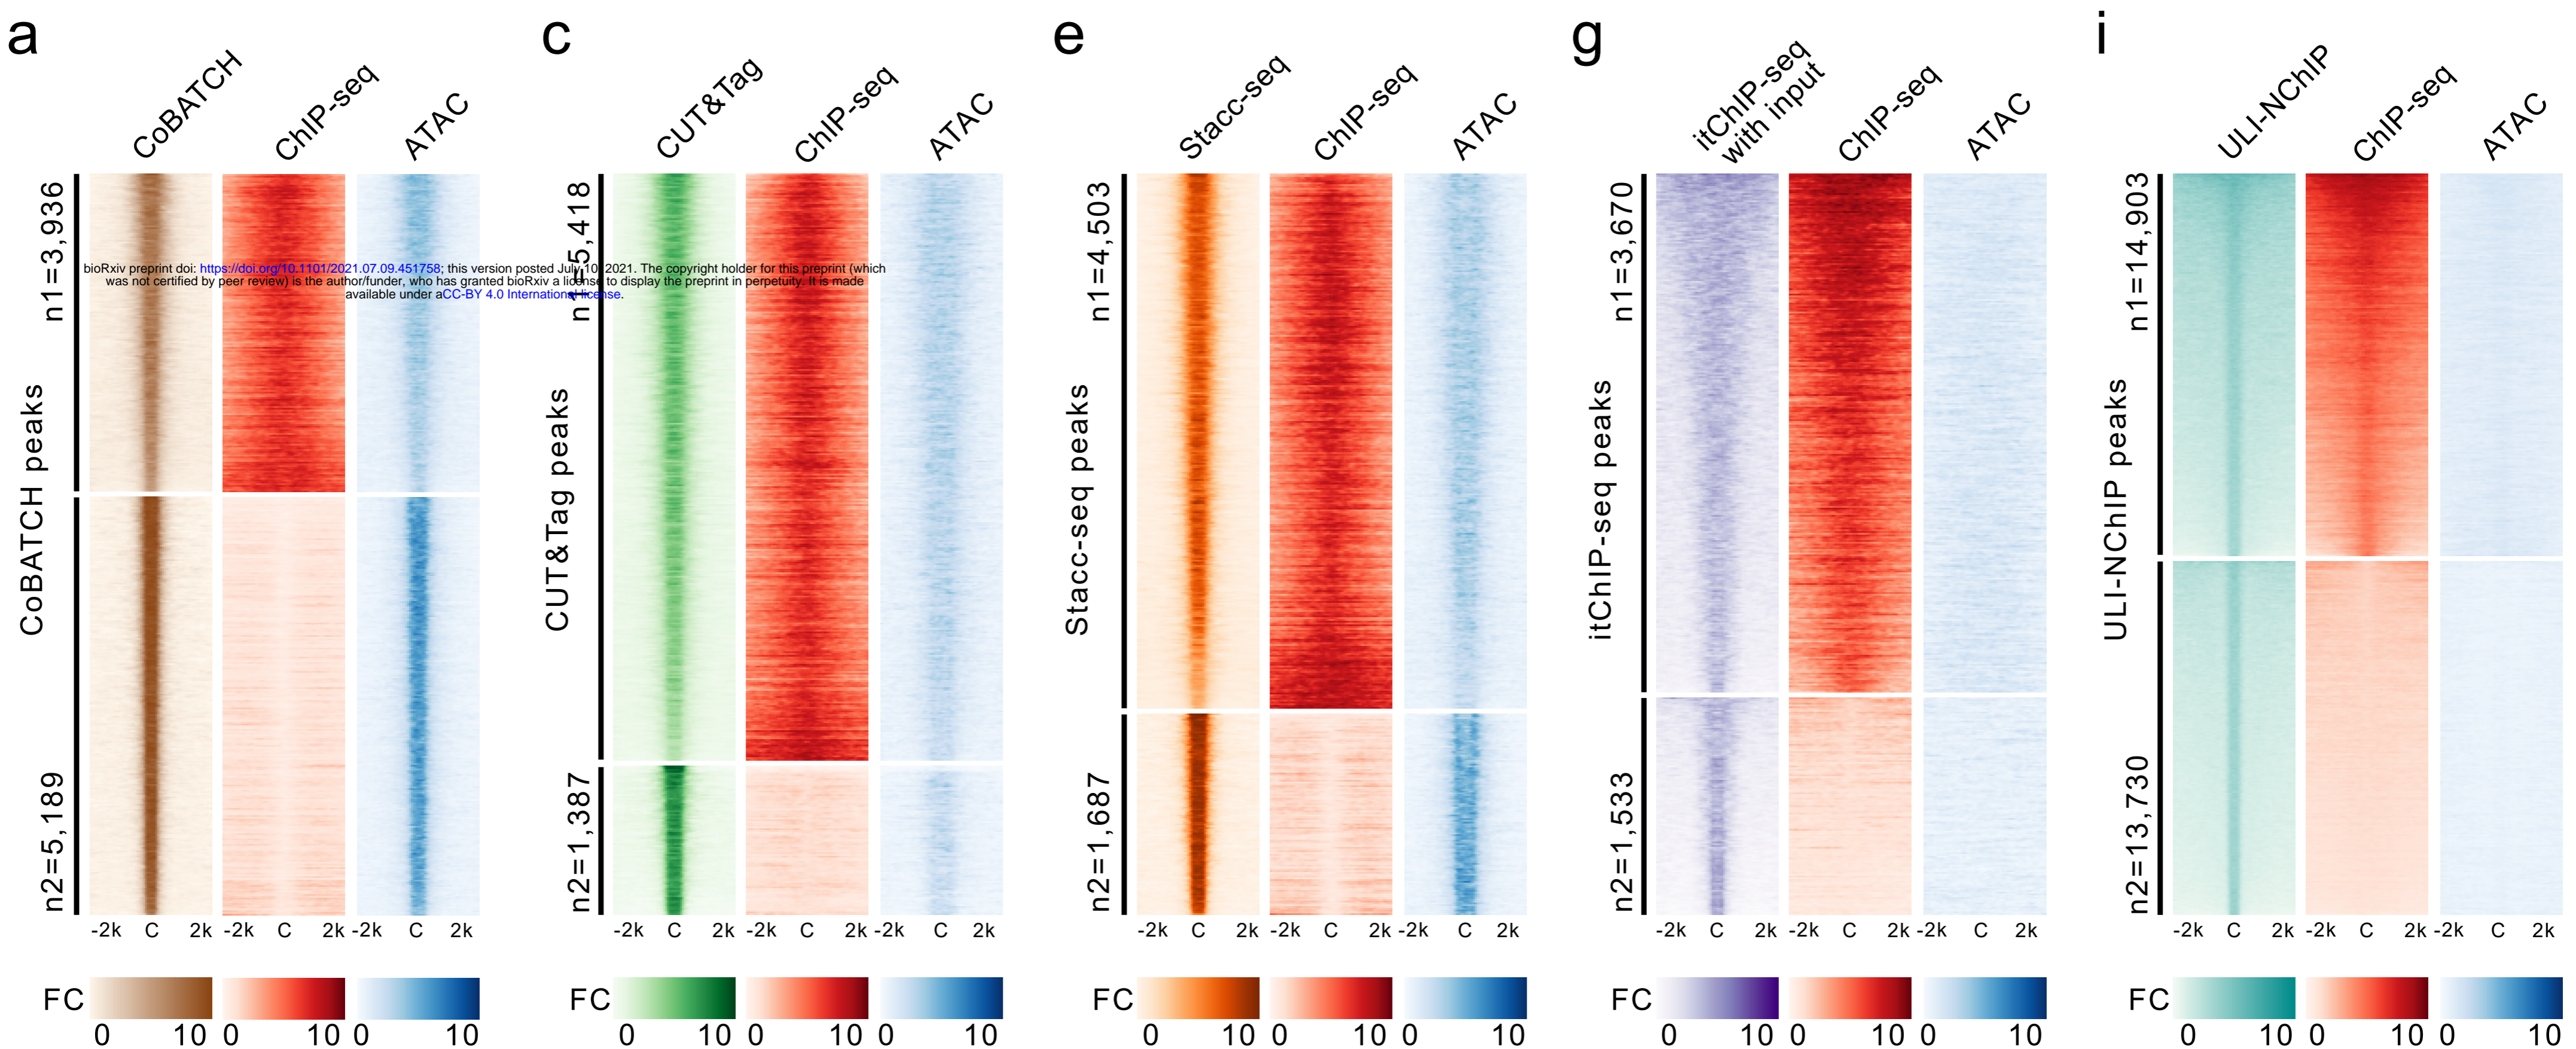 a
c
e
g
i
CoBATCH
ChIP-seq
ATAC
CUT&Tag
ChIP-seq
ATAC
Stacc-seq
ChIP-seq
ATAC
itChIP-seq
with input
ChIP-seq
ATAC
ULI-NChIP
ChIP-seq
ATAC
n1=3,936
CoBATCH peaks
n2=5,189
n1=5,418
CUT&Tag peaks
n2=1,387
n1=4,503
Stacc-seq peaks
n2=1,687
n1=3,670
itChIP-seq peaks
n2=1,533
n1=14,903
ULI-NChIP peaks
n2=13,730
bioRxiv preprint doi: https://doi.org/10.1101/2021.07.09.451758; this version posted July 10, 2021. The copyright holder for this preprint (which
was not certified by peer review) is the author/funder, who has granted bioRxiv a license to display the preprint in perpetuity. It is made
available under aCC-BY 4.0 International license.
-2k C 2k -2k C 2k -2k C 2k
-2k C 2k -2k C 2k -2k C 2k
-2k C 2k -2k C 2k -2k C 2k
-2k C 2k -2k C 2k -2k C 2k
-2k C 2k -2k C 2k -2k C 2k
FC
0 10 0 10 0 10
FC
0 10 0 10 0 10
FC
0 10 0 10 0 10
FC
0 10 0 10 0 10
FC
0 10 0 10 0 10